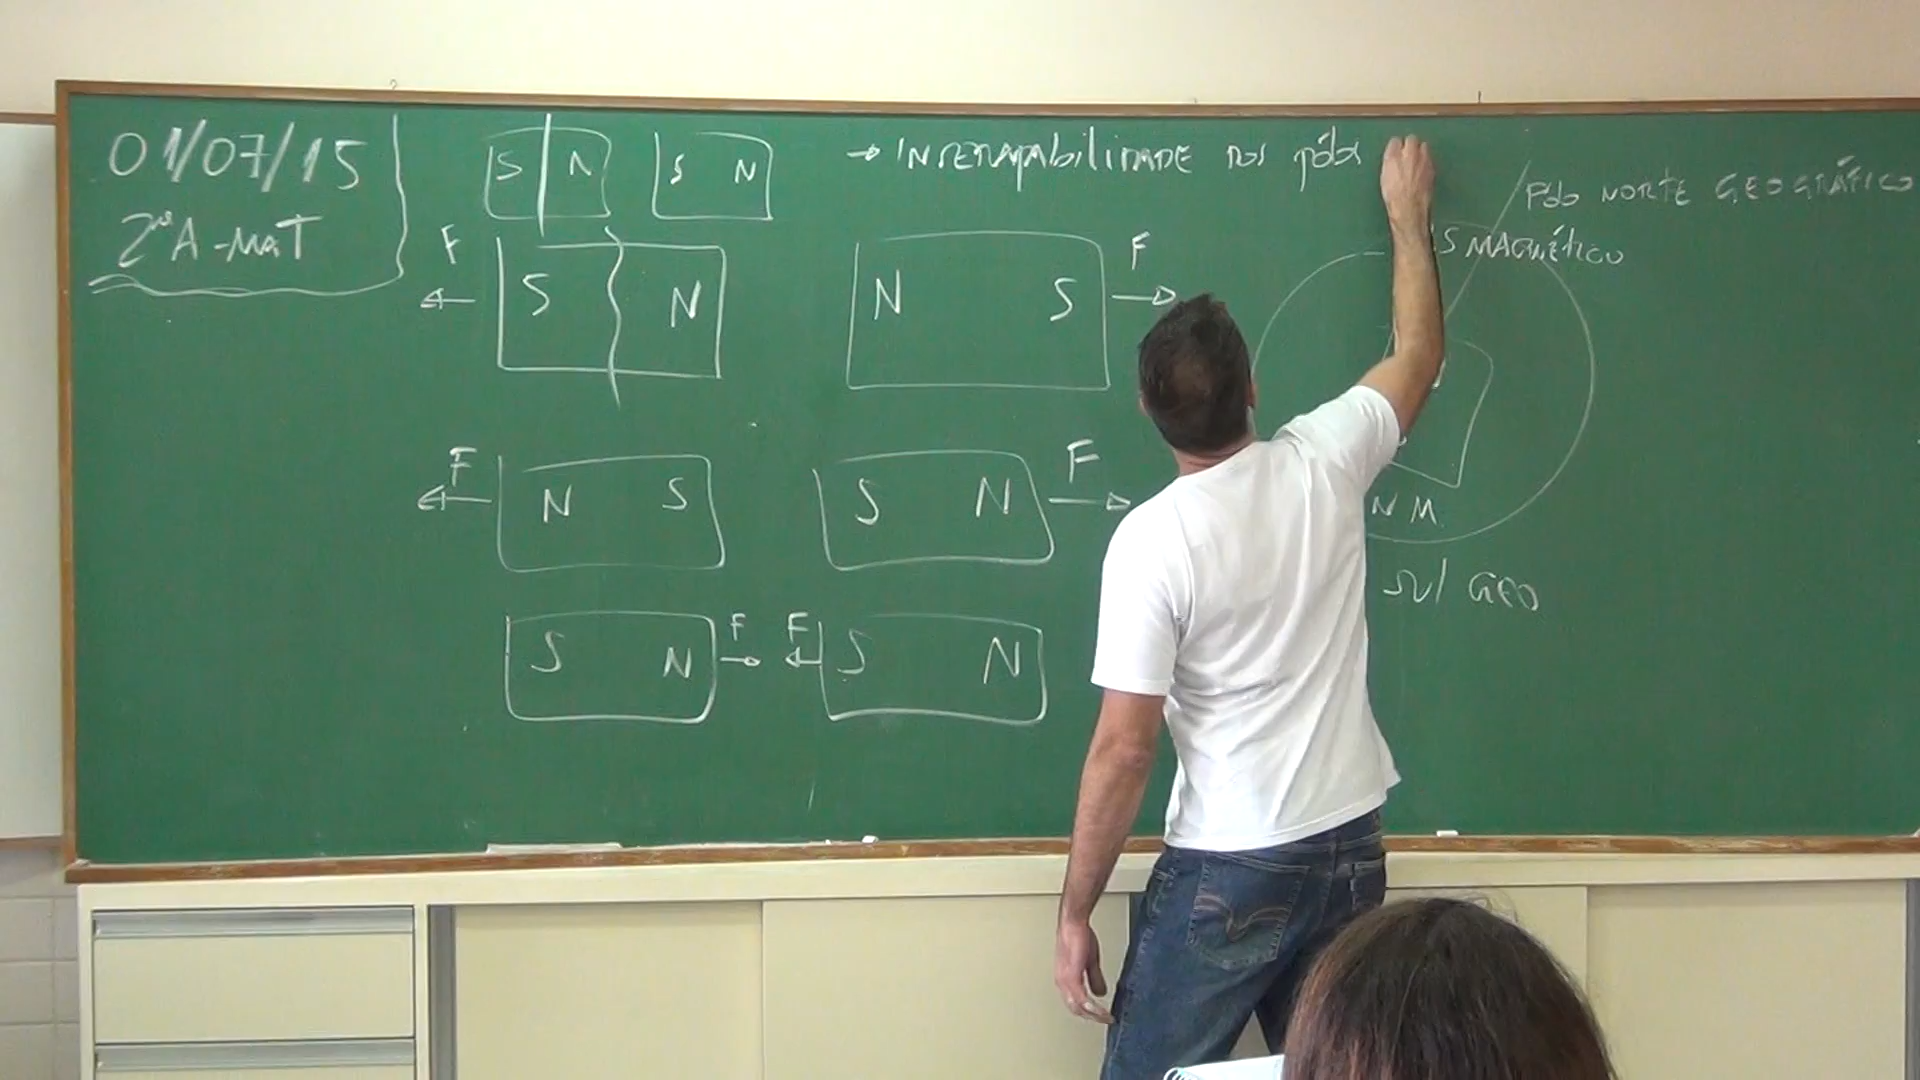 01/07/15
2ºA-MAT
S N
S N
→ INSEPARABILIDADE DOS PÓLOS
PÓLO NORTE GEOGRÁFICO
S MAGNÉTICO
F
S N
N S
F
F
N S
S N
F
N M
SUL GEO
S N
F
F
S N